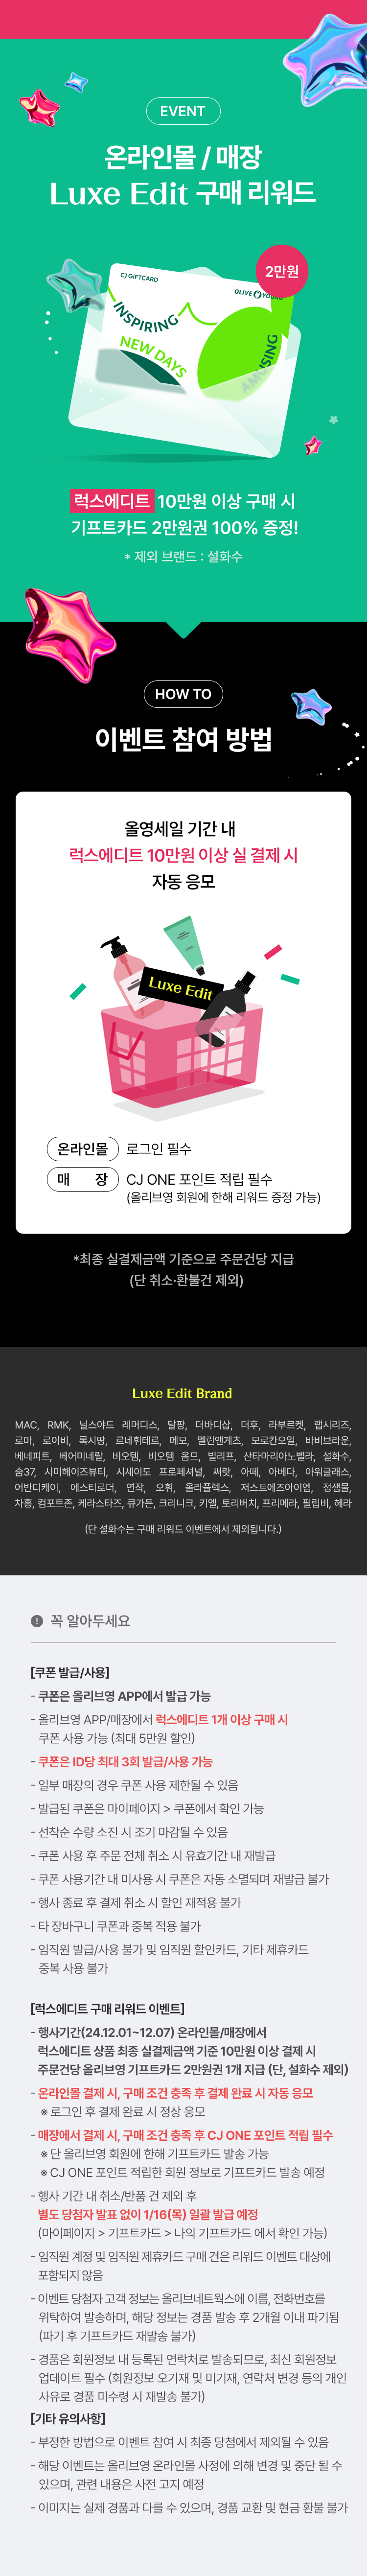 EVENT
온라인몰 / 매장
Luxe Edit 구매 리워드
2만원
CJ GIFTCARD
OLIVE YOUNG
INSPIRING
NEW DAYS
럭스에디트 10만원 이상 구매 시
기프트카드 2만원권 100% 증정!
* 제외 브랜드 : 설화수
HOW TO
이벤트 참여 방법
올영세일 기간 내
럭스에디트 10만원 이상 실 결제 시
자동 응모
Luxe Edit
온라인몰 로그인 필수
매 장 CJ ONE 포인트 적립 필수
(올리브영 회원에 한해 리워드 증정 가능)
*최종 실결제금액 기준으로 주문건당 지급
(단 취소·환불건 제외)
Luxe Edit Brand
MAC, RMK, 닐스야드 레머디스, 달팡, 더바디샵, 더후, 라부르켓, 랩시리즈,
로마, 로이비, 록시땅, 르네휘테르, 메모, 멜린앤게츠, 모로칸오일, 바비브라운,
베네피트, 베어미네랄, 비오템, 비오템 옴므, 빌리프, 산타마리아노벨라, 설화수,
숨37, 시미헤이즈뷰티, 시세이도 프로페셔널, 써랏, 아떼, 아베다, 아워글래스,
어반디케이, 에스티로더, 연작, 오휘, 올라플렉스, 저스트에즈아이엠, 정샘물,
차홍, 컴포트존, 케라스타즈, 큐가든, 크리니크, 키엘, 토리버치, 프리메라, 필립비, 헤라
(단 설화수는 구매 리워드 이벤트에서 제외됩니다.)
꼭 알아두세요
[쿠폰 발급/사용]
- 쿠폰은 올리브영 APP에서 발급 가능
- 올리브영 APP/매장에서 럭스에디트 1개 이상 구매 시
쿠폰 사용 가능 (최대 5만원 할인)
- 쿠폰은 ID당 최대 3회 발급/사용 가능
- 일부 매장의 경우 쿠폰 사용 제한될 수 있음
- 발급된 쿠폰은 마이페이지 > 쿠폰에서 확인 가능
- 선착순 수량 소진 시 조기 마감될 수 있음
- 쿠폰 사용 후 주문 전체 취소 시 유효기간 내 재발급
- 쿠폰 사용기간 내 미사용 시 쿠폰은 자동 소멸되며 재발급 불가
- 행사 종료 후 결제 취소 시 할인 재적용 불가
- 타 장바구니 쿠폰과 중복 적용 불가
- 임직원 발급/사용 불가 및 임직원 할인카드, 기타 제휴카드
중복 사용 불가
[럭스에디트 구매 리워드 이벤트]
- 행사기간(24.12.01~12.07) 온라인몰/매장에서
럭스에디트 상품 최종 실결제금액 기준 10만원 이상 결제 시
주문건당 올리브영 기프트카드 2만원권 1개 지급 (단, 설화수 제외)
- 온라인몰 결제 시, 구매 조건 충족 후 결제 완료 시 자동 응모
※ 로그인 후 결제 완료 시 정상 응모
- 매장에서 결제 시, 구매 조건 충족 후 CJ ONE 포인트 적립 필수
※ 단 올리브영 회원에 한해 기프트카드 발송 가능
※ CJ ONE 포인트 적립한 회원 정보로 기프트카드 발송 예정
- 행사 기간 내 취소/반품 건 제외 후
별도 당첨자 발표 없이 1/16(목) 일괄 발급 예정
(마이페이지 > 기프트카드 > 나의 기프트카드 에서 확인 가능)
- 임직원 계정 및 임직원 제휴카드 구매 건은 리워드 이벤트 대상에
포함되지 않음
- 이벤트 당첨자 고객 정보는 올리브네트웍스에 이름, 전화번호를
위탁하여 발송하며, 해당 정보는 경품 발송 후 2개월 이내 파기됨
(파기 후 기프트카드 재발송 불가)
- 경품은 회원정보 내 등록된 연락처로 발송되므로, 최신 회원정보
업데이트 필수 (회원정보 오기재 및 미기재, 연락처 변경 등의 개인
사유로 경품 미수령 시 재발송 불가)
[기타 유의사항]
- 부정한 방법으로 이벤트 참여 시 최종 당첨에서 제외될 수 있음
- 해당 이벤트는 올리브영 온라인몰 사정에 의해 변경 및 중단 될 수
있으며, 관련 내용은 사전 고지 예정
- 이미지는 실제 경품과 다를 수 있으며, 경품 교환 및 현금 환불 불가